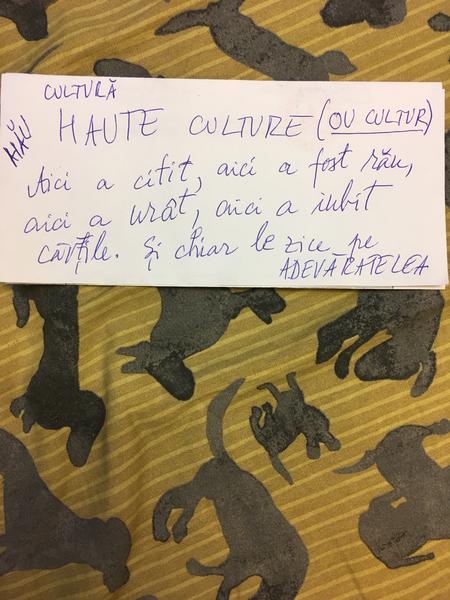 CULTURĂ
HĂU
HAUTE CULTURE (OU CULTUR)
Aici a citit, aici a fost rău,
aici a urât, aici a iubit
cărțile. Și chiar le zice pe
ADEVĂRATELEA